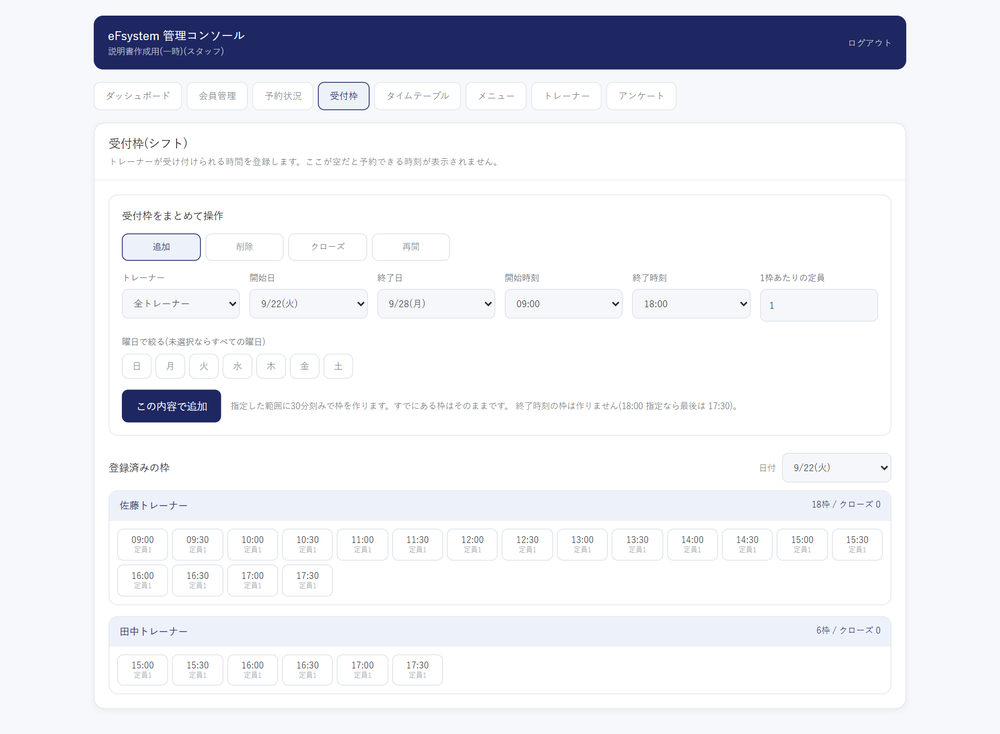 eFsystem 管理コンソール
説明書作成用(一時)(スタッフ)
ログアウト
ダッシュボード 会員管理 予約状況 受付枠 タイムテーブル メニュー トレーナー アンケート
受付枠(シフト)
トレーナーが受け付けられる時間を登録します。ここが空だと予約できる時刻が表示されません。
受付枠をまとめて操作
追加 削除 クローズ 再開
トレーナー 開始日 終了日 開始時刻 終了時刻 1枠あたりの定員
全トレーナー 9/22(火) 9/28(月) 09:00 18:00 1
曜日で絞る(未選択ならすべての曜日)
日 月 火 水 木 金 土
この内容で追加 指定した範囲に30分刻みで枠を作ります。すでにある枠はそのままです。 終了時刻の枠は作りません(18:00 指定なら最後は 17:30)。
登録済みの枠 日付 9/22(火)
佐藤トレーナー 18枠 / クローズ 0
09:00 09:30 10:00 10:30 11:00 11:30 12:00 12:30 13:00 13:30 14:00 14:30 15:00 15:30
定員1 定員1 定員1 定員1 定員1 定員1 定員1 定員1 定員1 定員1 定員1 定員1 定員1 定員1
16:00 16:30 17:00 17:30
定員1 定員1 定員1 定員1
田中トレーナー 6枠 / クローズ 0
15:00 15:30 16:00 16:30 17:00 17:30
定員1 定員1 定員1 定員1 定員1 定員1